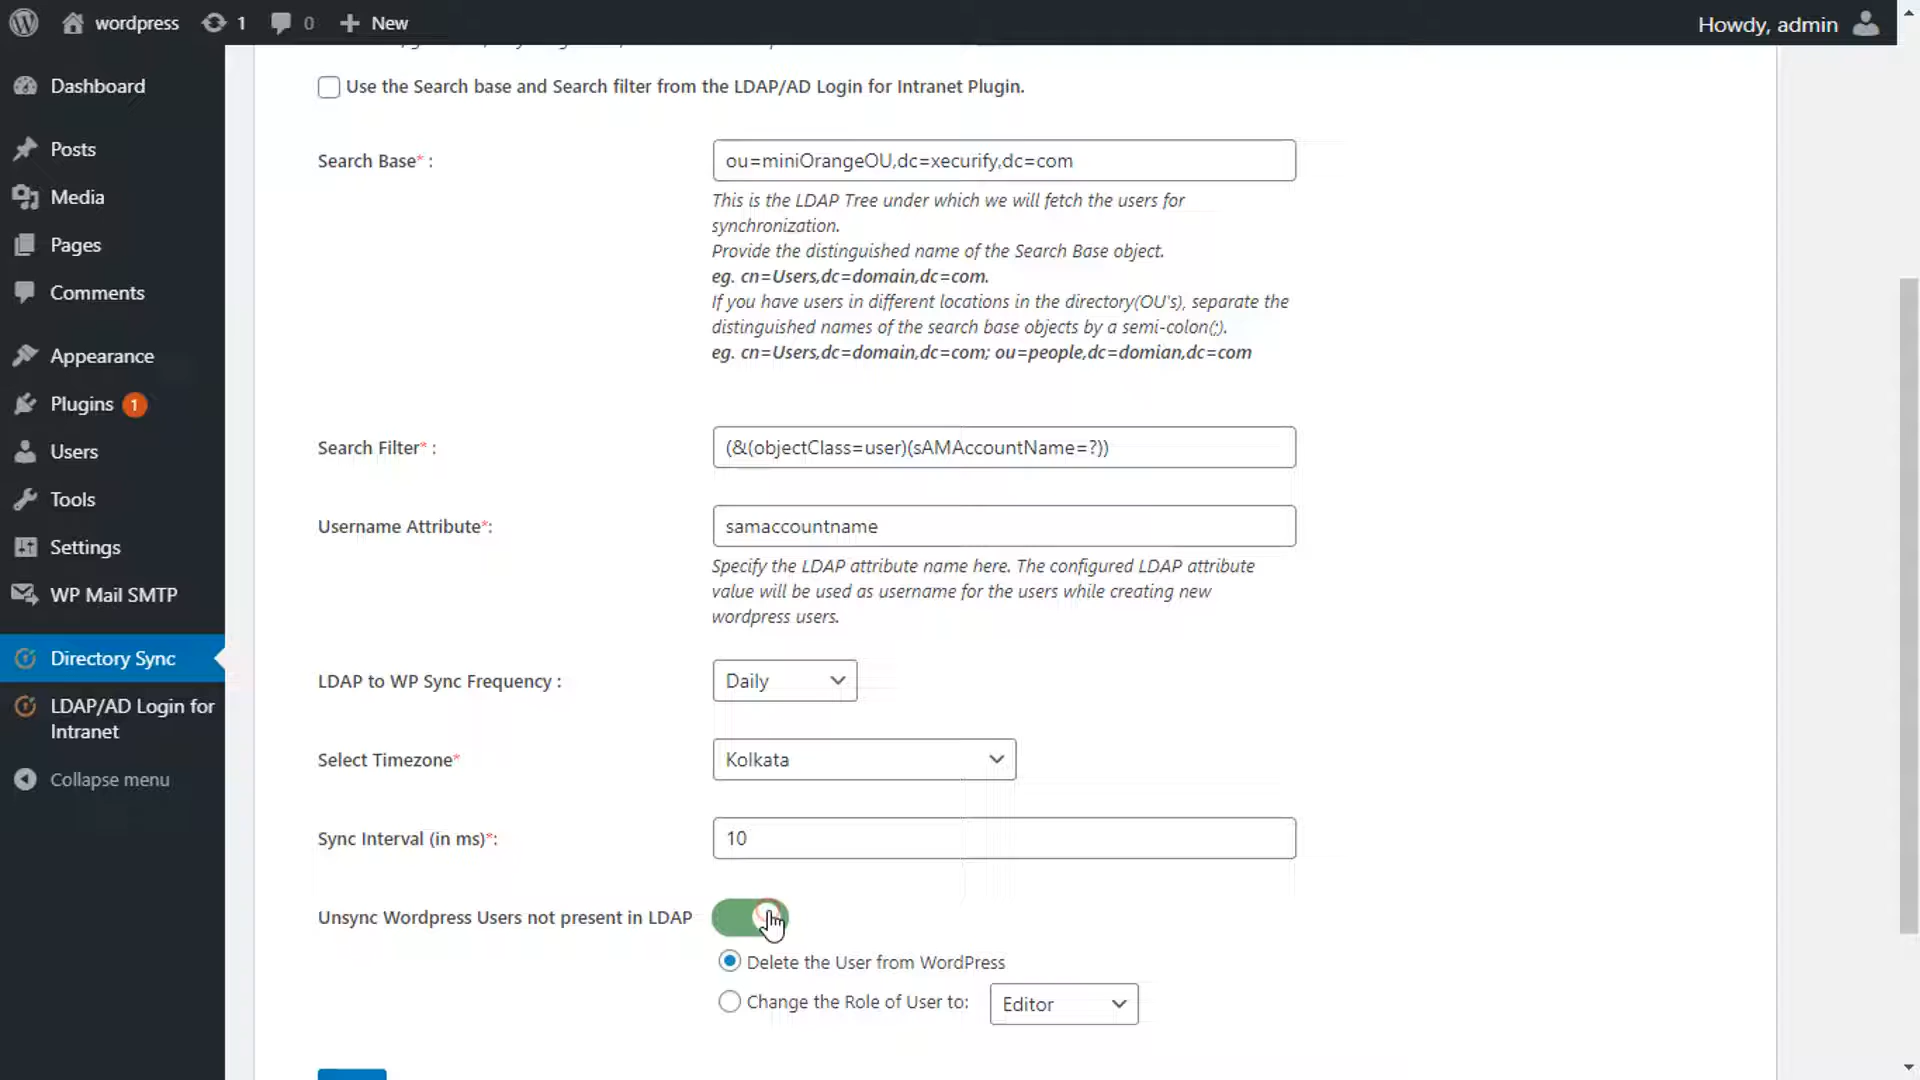 wordpress 1 0 New Howdy, admin
Dashboard
Posts
Media
Pages
Comments
Appearance
Plugins 1
Users
Tools
Settings
WP Mail SMTP
Directory Sync
LDAP/AD Login for
Intranet
Collapse menu
Use the Search base and Search filter from the LDAP/AD Login for Intranet Plugin.
Search Base* : ou=miniOrangeOU,dc=xecurify,dc=com
This is the LDAP Tree under which we will fetch the users for
synchronization.
Provide the distinguished name of the Search Base object.
eg. cn=Users,dc=domain,dc=com.
If you have users in different locations in the directory(OU's), separate the
distinguished names of the search base objects by a semi-colon(;).
eg. cn=Users,dc=domain,dc=com; ou=people,dc=domian,dc=com
Search Filter* : (&(objectClass=user)(sAMAccountName=?))
Username Attribute*: samaccountname
Specify the LDAP attribute name here. The configured LDAP attribute
value will be used as username for the users while creating new
wordpress users.
LDAP to WP Sync Frequency : Daily
Select Timezone* Kolkata
Sync Interval (in ms)*: 10
Unsync Wordpress Users not present in LDAP
Delete the User from WordPress
Change the Role of User to: Editor